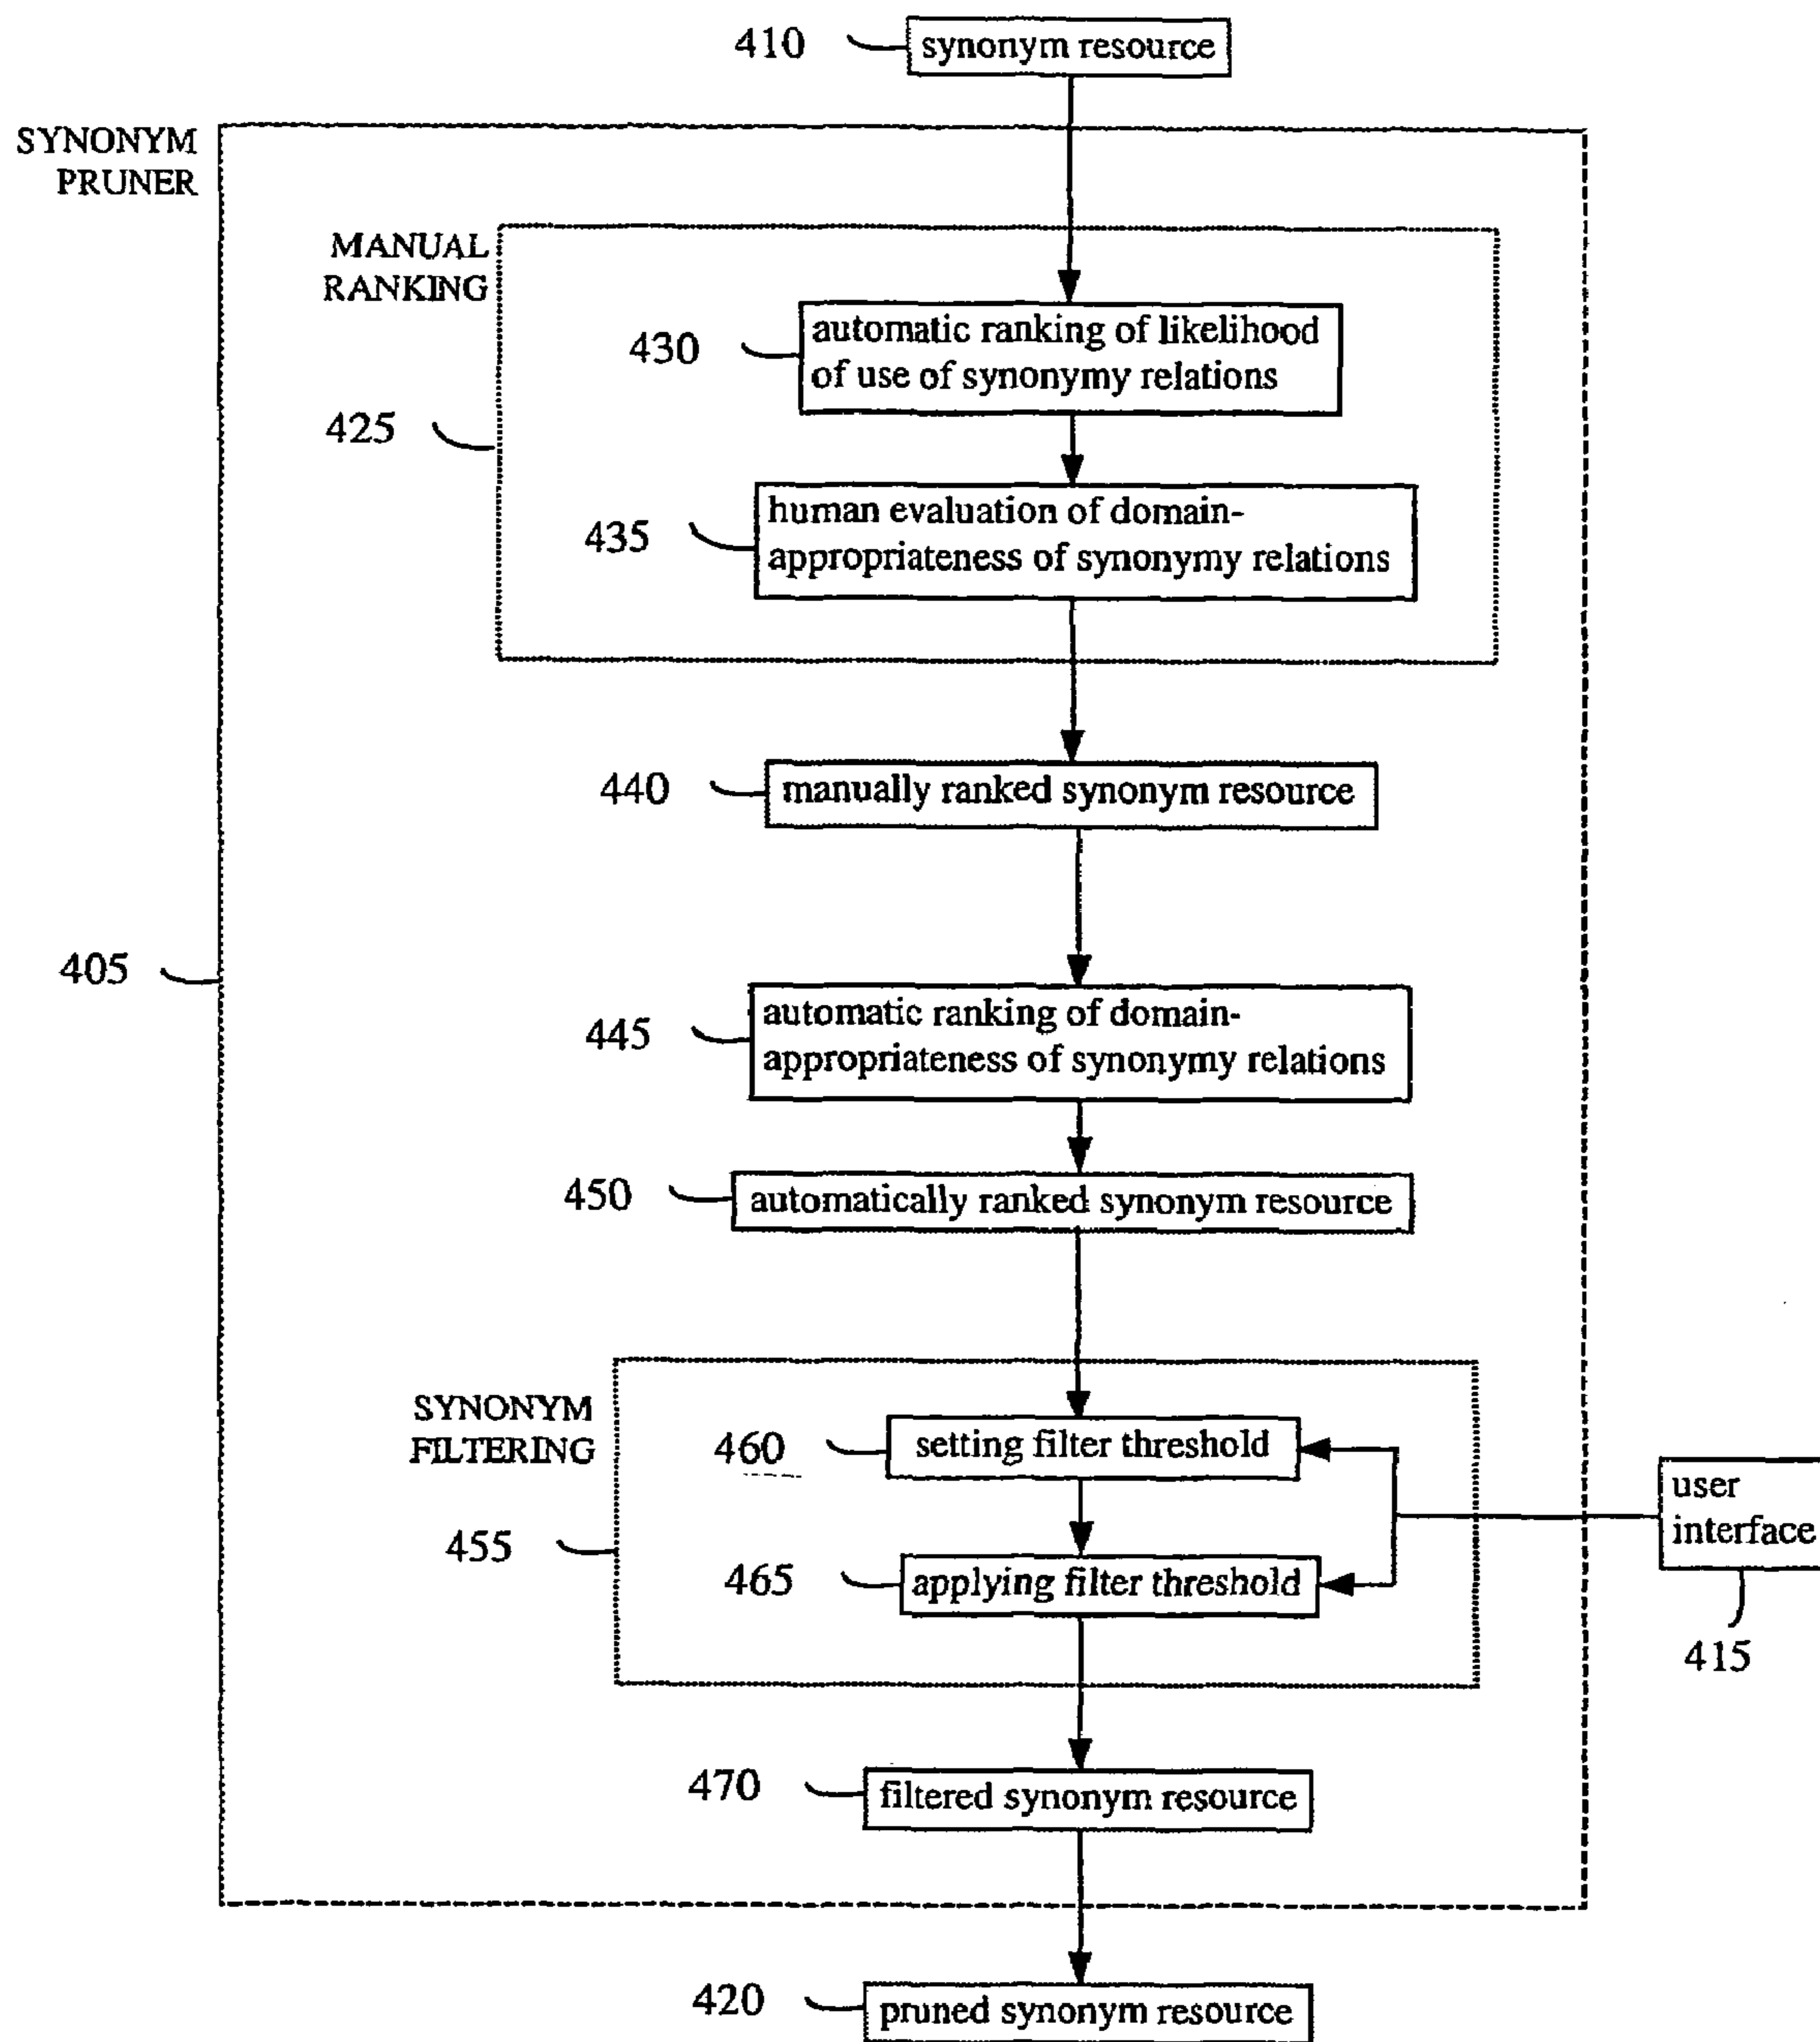 410
synonym resource
SYNONYM
PRUNER
MANUAL
RANKING
430
automatic ranking of likelihood
of use of synonymy relations
425
435
human evaluation of domain-
appropriateness of synonymy relations
440
manually ranked synonym resource
405
445
automatic ranking of domain-
appropriateness of synonymy relations
450
automatically ranked synonym resource
SYNONYM
FILTERING
460
setting filter threshold
user
interface
455
465
applying filter threshold
415
470
filtered synonym resource
420
pruned synonym resource